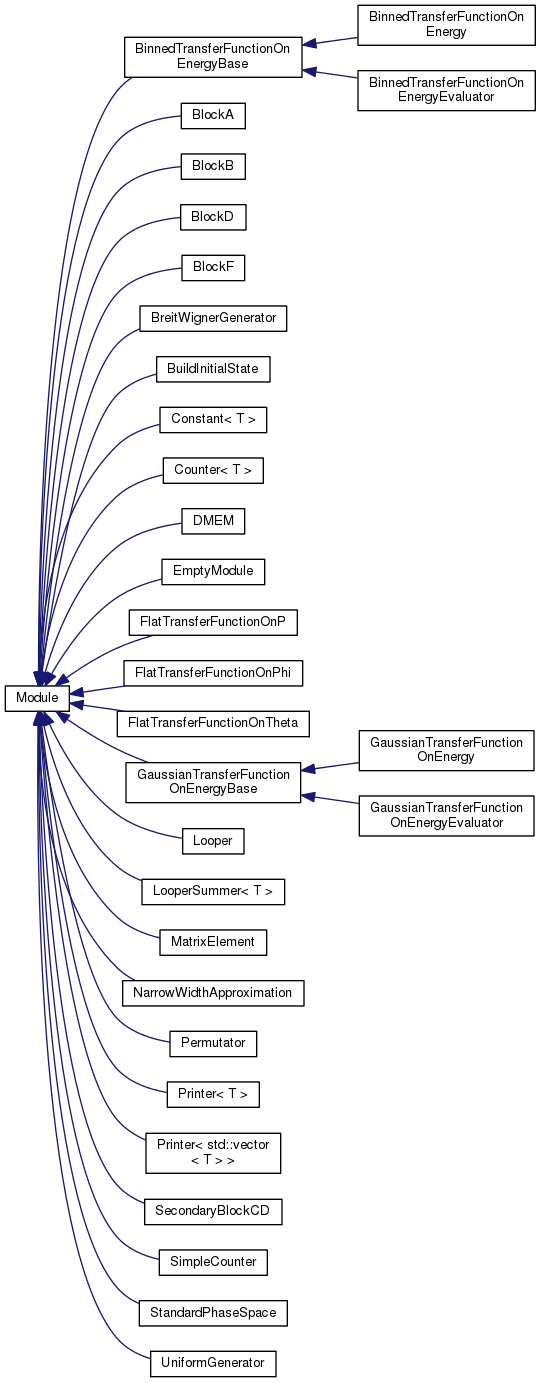 BinnedTransferFunctionOn
Energy
BinnedTransferFunctionOn
EnergyBase
BinnedTransferFunctionOn
EnergyEvaluator
BlockA
BlockB
BlockD
BlockF
BreitWignerGenerator
BuildInitialState
Constant< T >
Counter< T >
DMEM
EmptyModule
FlatTransferFunctionOnP
FlatTransferFunctionOnPhi
Module
FlatTransferFunctionOnTheta
GaussianTransferFunction
OnEnergy
GaussianTransferFunction
OnEnergyBase
GaussianTransferFunction
OnEnergyEvaluator
Looper
LooperSummer< T >
MatrixElement
NarrowWidthApproximation
Permutator
Printer< T >
Printer< std::vector
< T > >
SecondaryBlockCD
SimpleCounter
StandardPhaseSpace
UniformGenerator